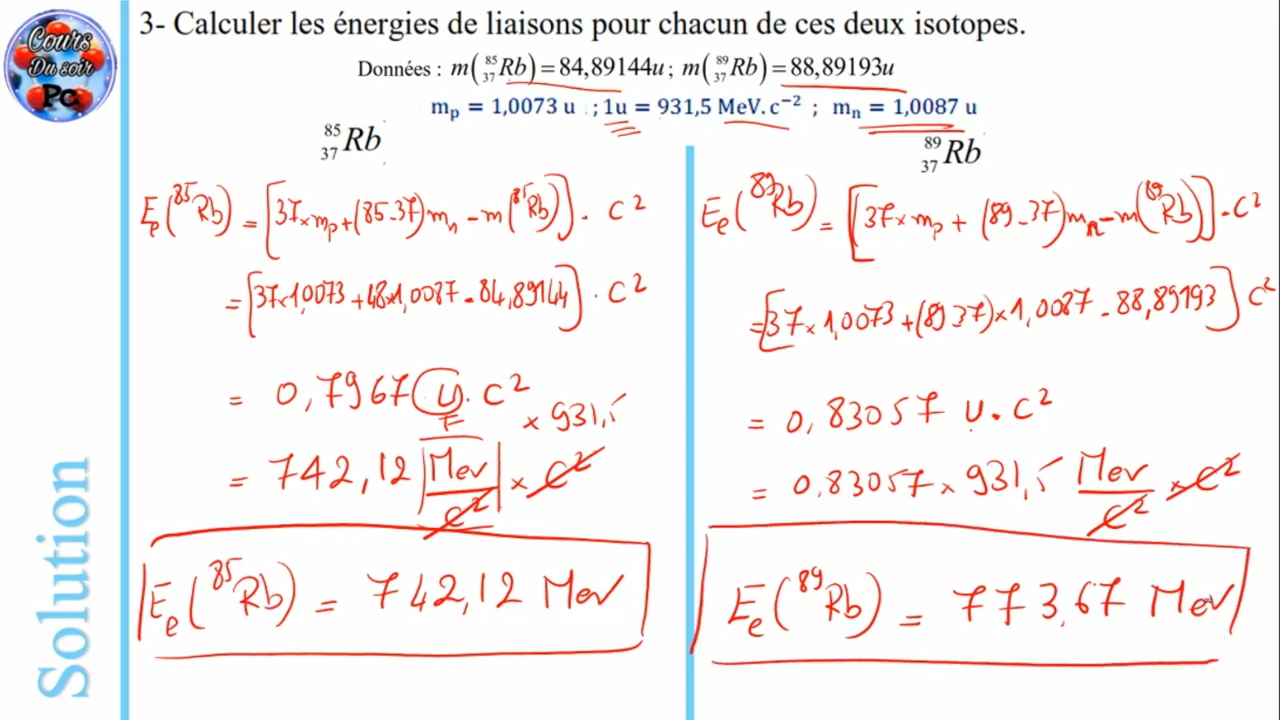 Cours
Du soir
PC
3- Calculer les énergies de liaisons pour chacun de ces deux isotopes.
Données : m(⁸⁵₃₇Rb)=84,89144u ; m(⁸⁹₃₇Rb)=88,89193u
mₚ = 1,0073 u ; 1u = 931,5 MeV.c⁻² ; mₙ = 1,0087 u
Solution
⁸⁵₃₇Rb
Eₑ(⁸⁵Rb) = [37×mₚ+(85-37)mₙ-m(⁸⁵Rb)]. C²
= [37×1,0073+48×1,0087-84,89144] . C²
= 0,7967 u. C²
× 931,5
= 742,12 Mev/C² × C²
Eₑ(⁸⁵Rb) = 742,12 Mev
⁸⁹₃₇Rb
Eₑ(⁸⁹Rb) = [37×mₚ + (89-37)mₙ-m(⁸⁹Rb)].C²
=[37×1,0073+(89-37)×1,0087-88,89193] C²
= 0,83057 u.C²
= 0,83057×931,5 Mev/C² ×C²
Eₑ(⁸⁹Rb) = 773,67 Mev